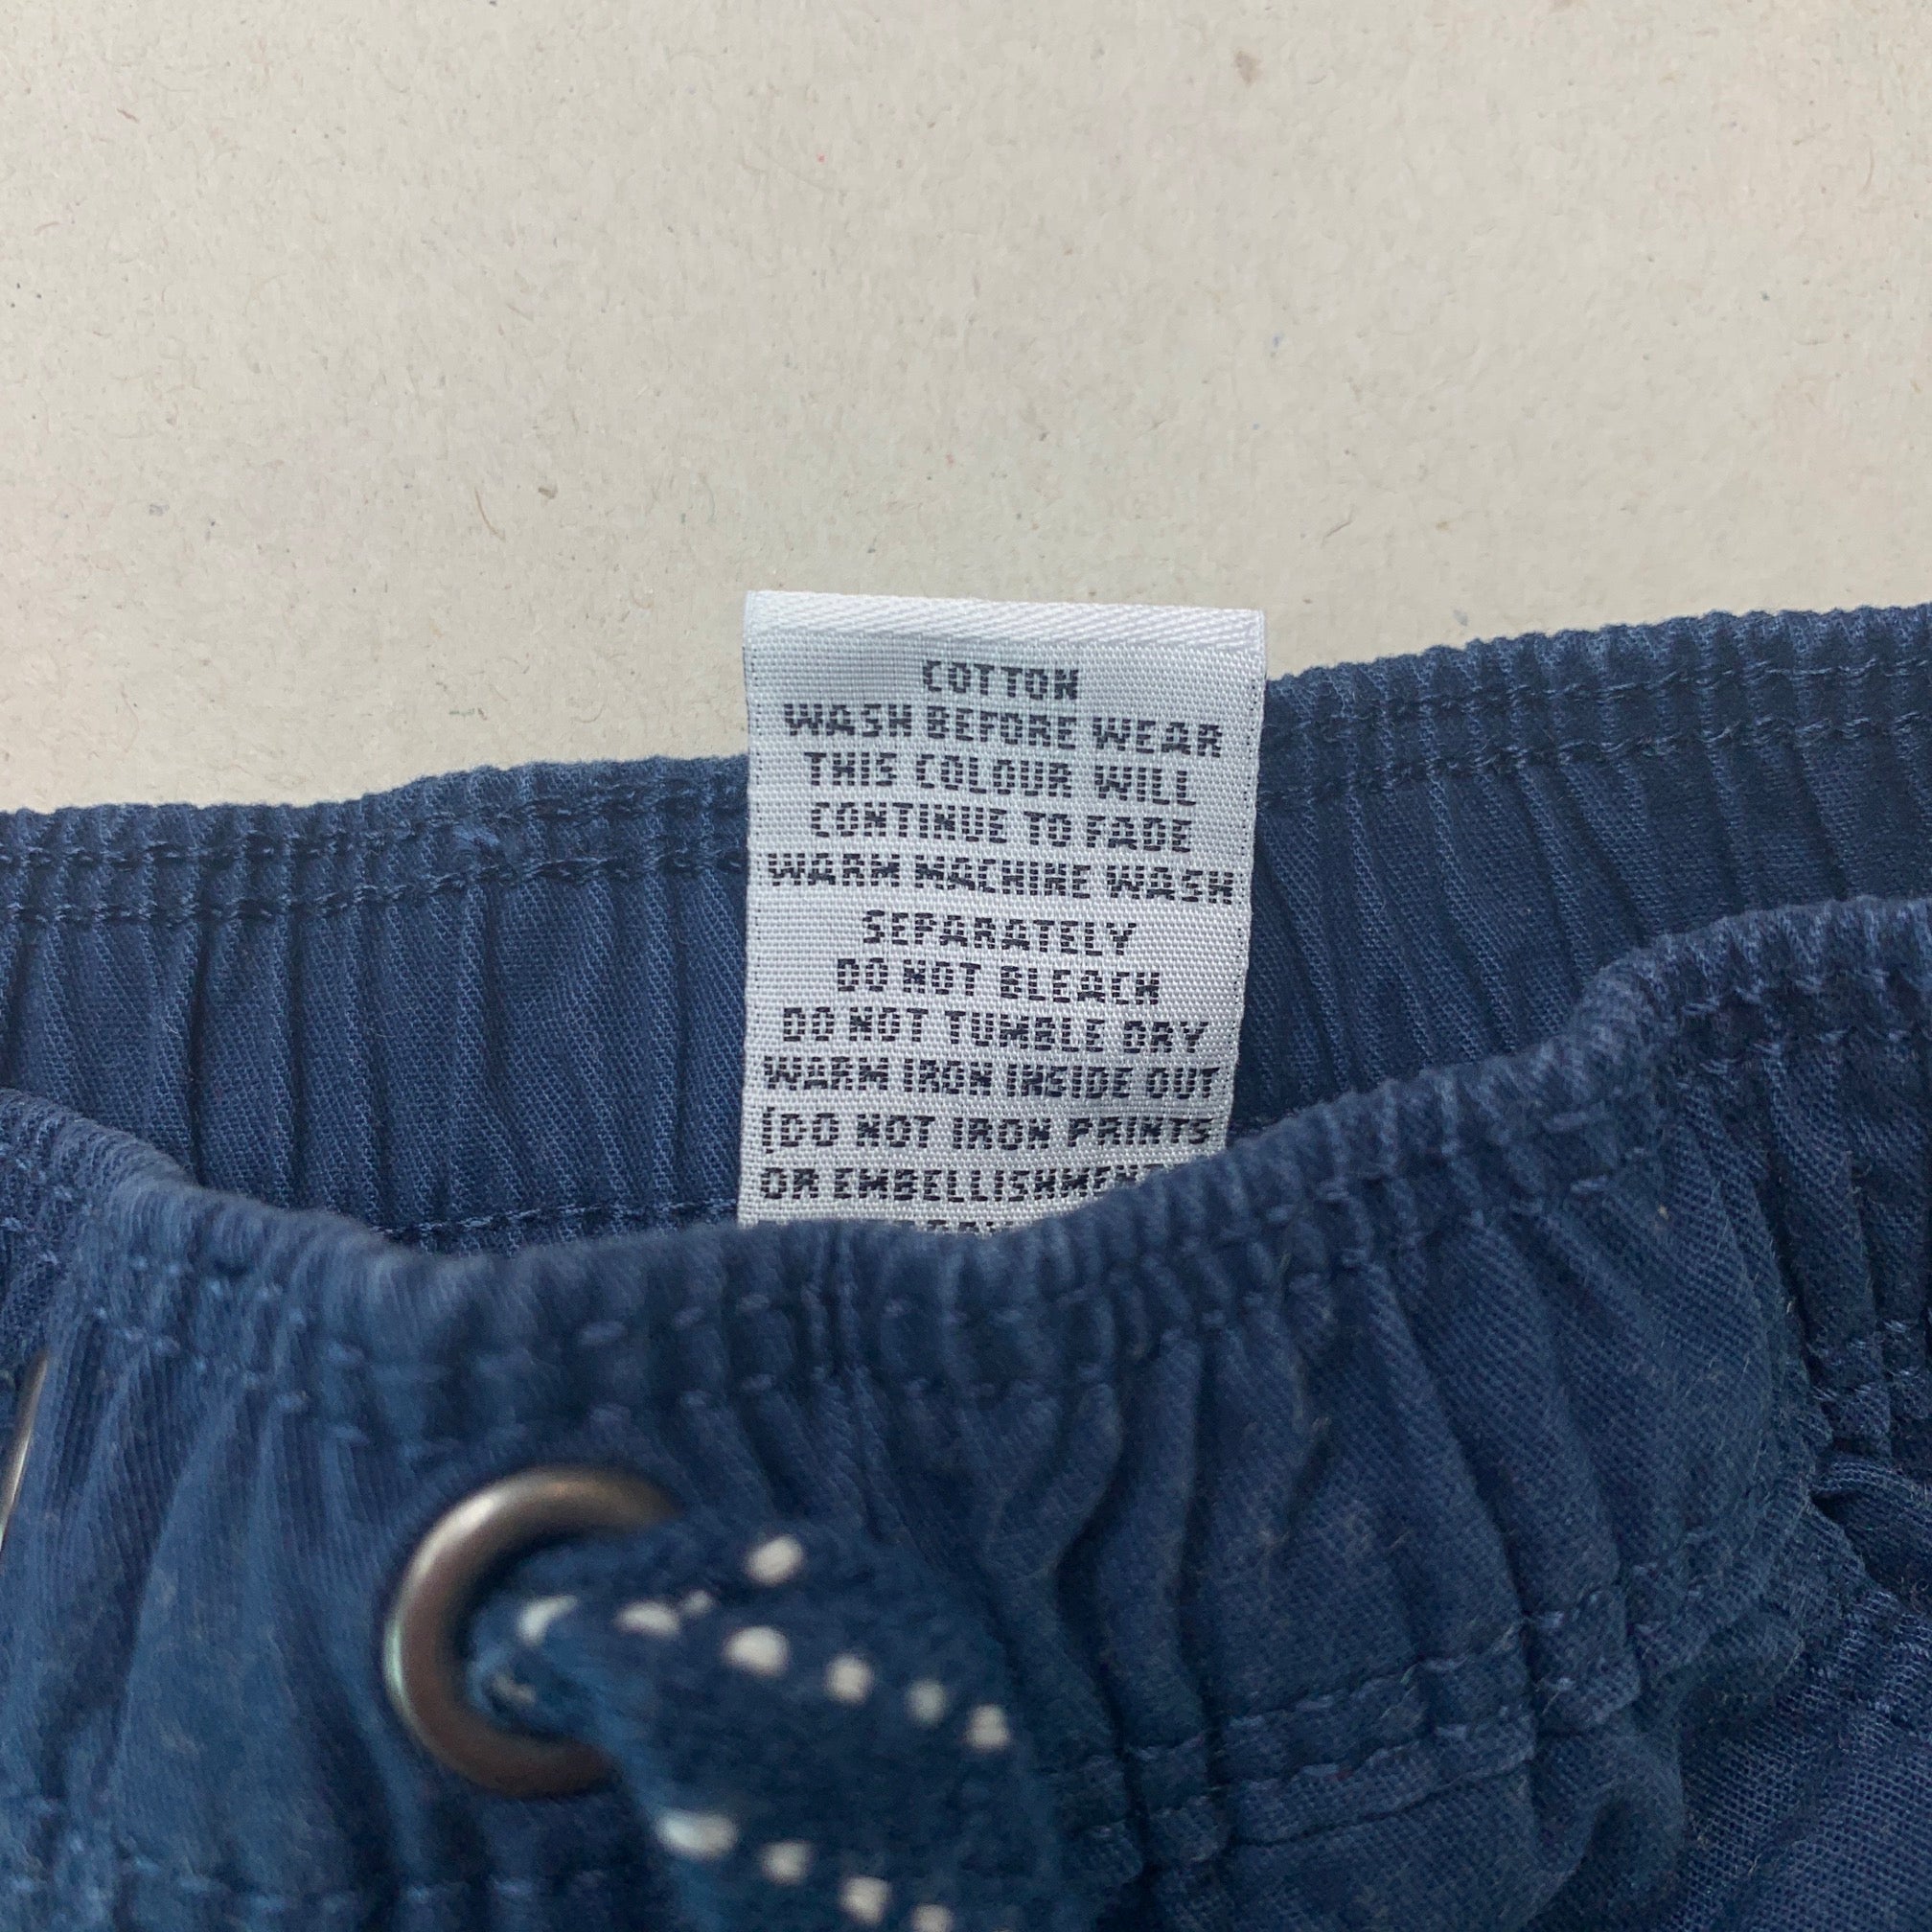 COTTON
WASH BEFORE WEAR
THIS COLOUR WILL
CONTINUE TO FADE
WARM MACHINE WASH
SEPARATELY
DO NOT BLEACH
DO NOT TUMBLE DRY
WARM IRON INSIDE OUT
(DO NOT IRON PRINTS
OR